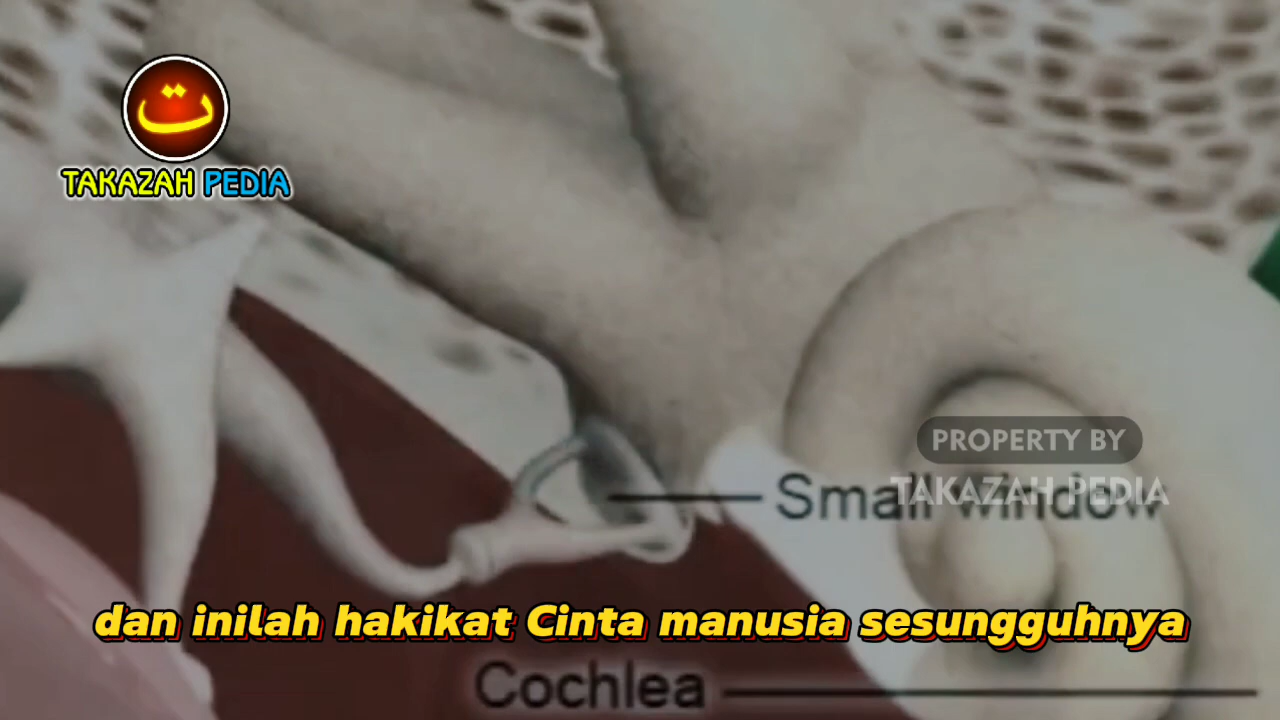 ت
TAKAZAH PEDIA
PROPERTY BY
TAKAZAH PEDIA
Small window
dan inilah hakikat Cinta manusia sesungguhnya
Cochlea